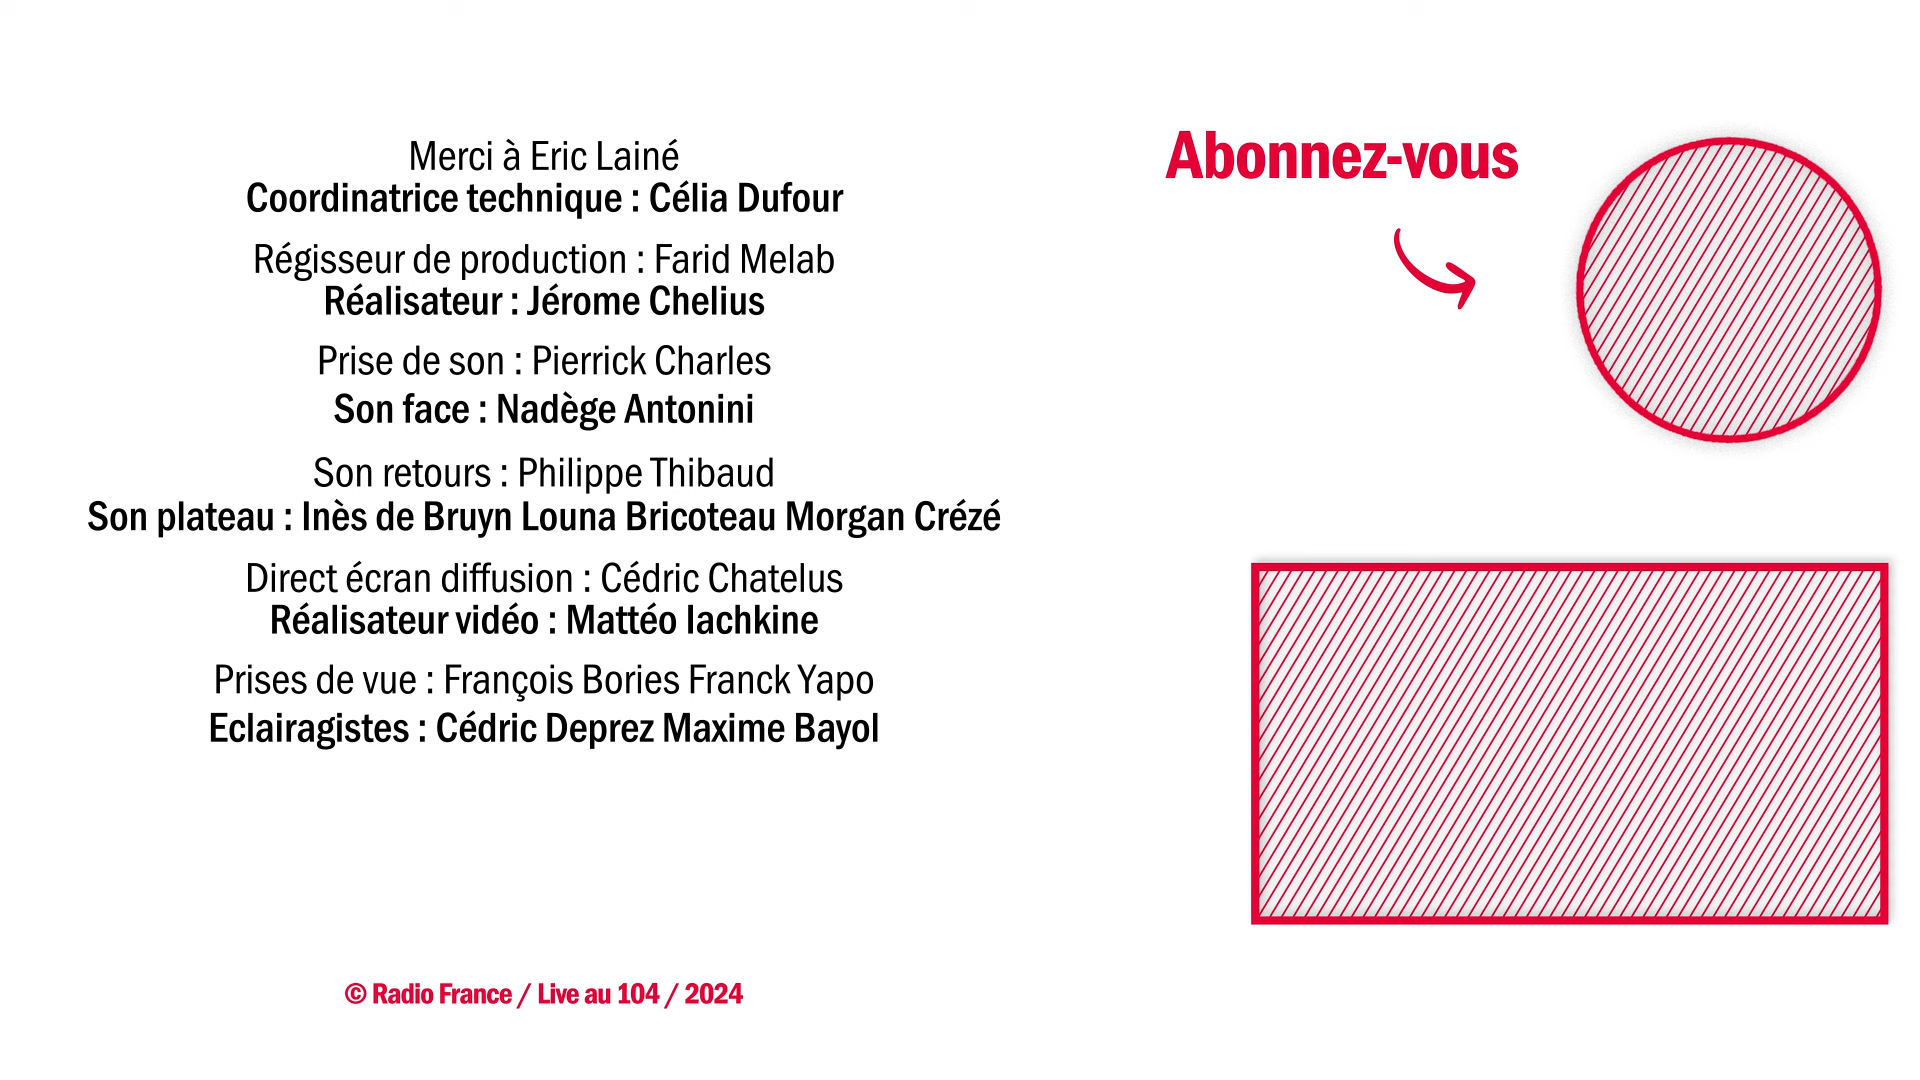 Merci à Eric Lainé
Coordinatrice technique : Célia Dufour
Régisseur de production : Farid Melab
Réalisateur : Jérome Chelius
Prise de son : Pierrick Charles
Son face : Nadège Antonini
Son retours : Philippe Thibaud
Son plateau : Inès de Bruyn Louna Bricoteau Morgan Crézé
Direct écran diffusion : Cédric Chatelus
Réalisateur vidéo : Mattéo Iachkine
Prises de vue : François Bories Franck Yapo
Eclairagistes : Cédric Deprez Maxime Bayol
© Radio France / Live au 104 / 2024
Abonnez-vous